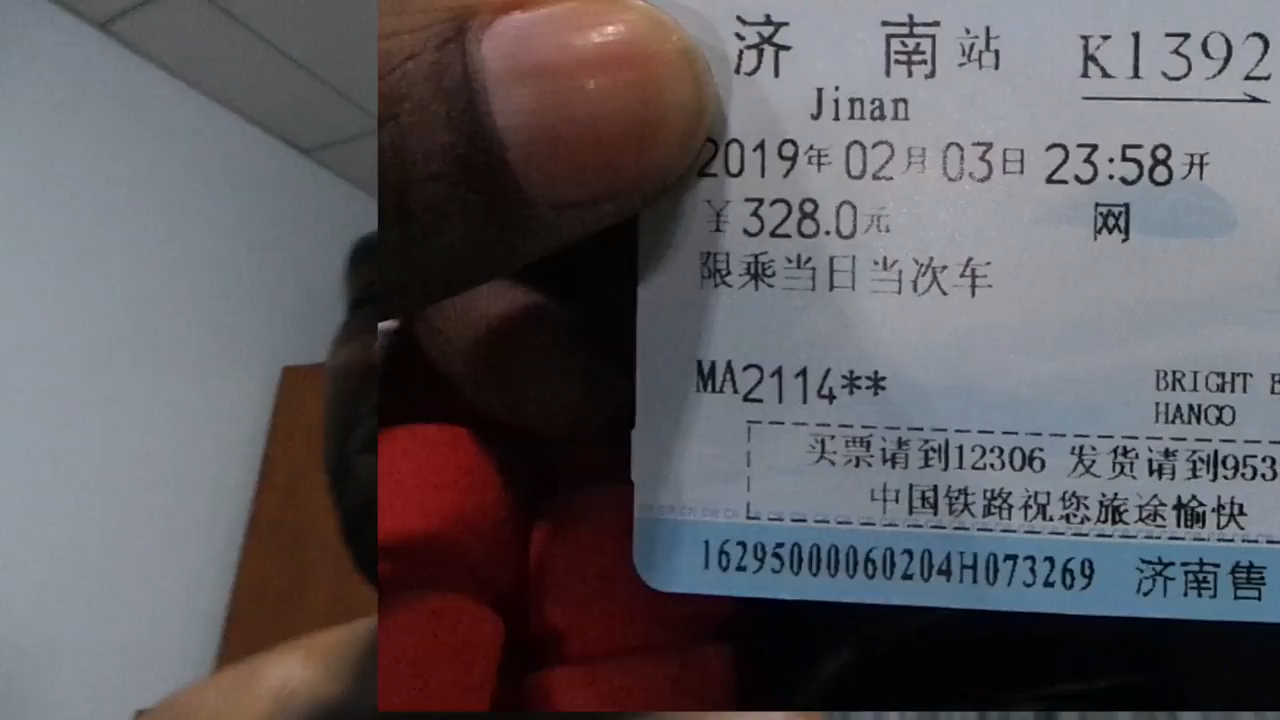 济南站 K1392
Jinan
2019年02月03日 23:58开
￥328.0元 网
限乘当日当次车
MA2114**
BRIGHT
HANGO
买票请到12306 发货请到953
中国铁路祝您旅途愉快
16295000060204H073269 济南售